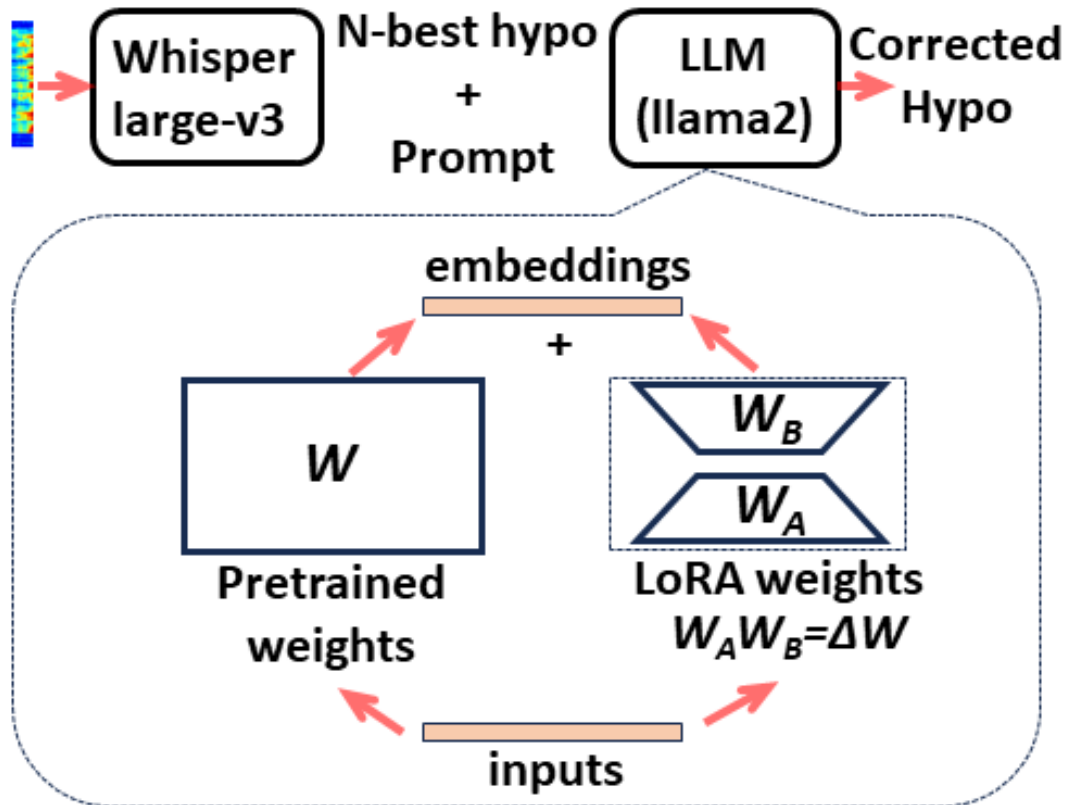 Whisper
large-v3
N-best hypo
+
Prompt
LLM
(llama2)
Corrected
Hypo
embeddings
+
W
W_B
W_A
Pretrained
weights
LoRA weights
W_AW_B=ΔW
inputs